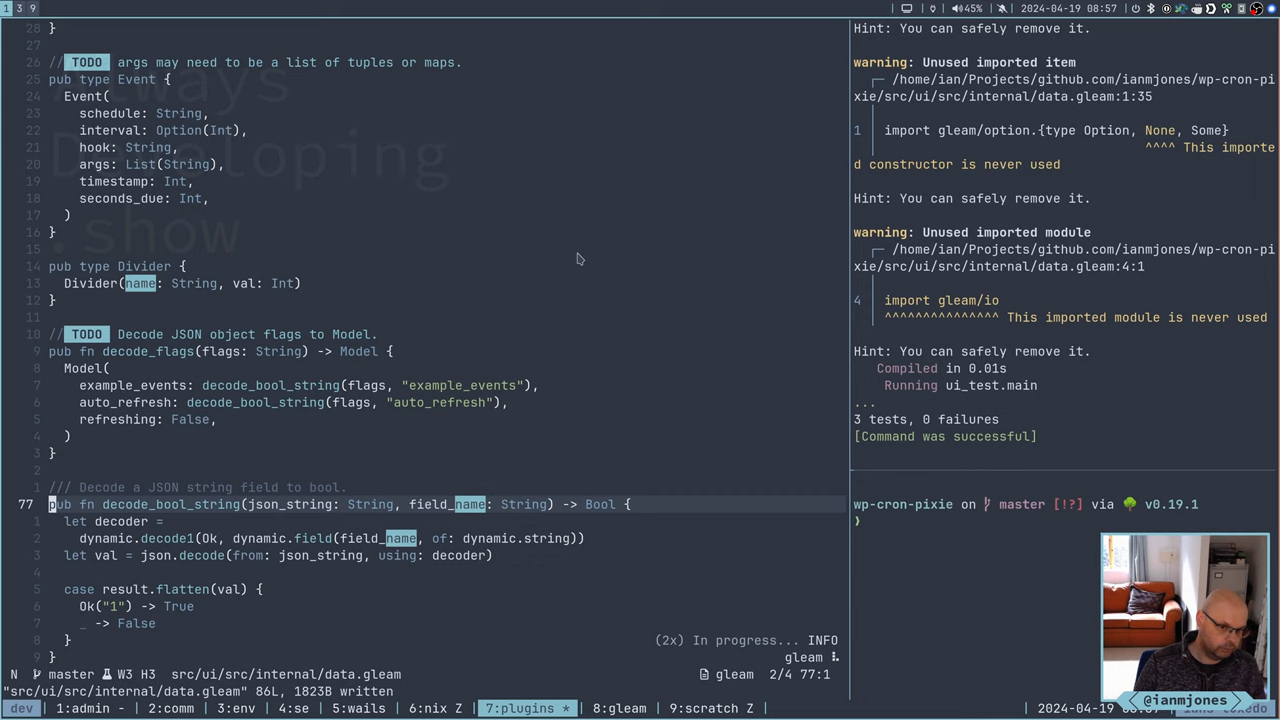 1 3 9
45% 2024-04-19 08:57
28 }
27
26 // TODO args may need to be a list of tuples or maps.
25 pub type Event {
24 Event(
23 schedule: String,
22 interval: Option(Int),
21 hook: String,
20 args: List(String),
19 timestamp: Int,
18 seconds_due: Int,
17 )
16 }
15
14 pub type Divider {
13 Divider(name: String, val: Int)
12 }
11
10 // TODO Decode JSON object flags to Model.
9 pub fn decode_flags(flags: String) -> Model {
8 Model(
7 example_events: decode_bool_string(flags, "example_events"),
6 auto_refresh: decode_bool_string(flags, "auto_refresh"),
5 refreshing: False,
4 )
3 }
2
1 /// Decode a JSON string field to bool.
77 pub fn decode_bool_string(json_string: String, field_name: String) -> Bool {
1 let decoder =
2 dynamic.decode1(Ok, dynamic.field(field_name, of: dynamic.string))
3 let val = json.decode(from: json_string, using: decoder)
4
5 case result.flatten(val) {
6 Ok("1") -> True
7 _ -> False
8 }
9 }
(2x) In progress... INFO
gleam
N master W3 H3 src/ui/src/internal/data.gleam gleam 2/4 77:1
"src/ui/src/internal/data.gleam" 86L, 1823B written
Always
Developing
.show
Hint: You can safely remove it.
warning: Unused imported item
┌─ /home/ian/Projects/github.com/ianmjones/wp-cron-pi
xie/src/ui/src/internal/data.gleam:1:35
│
1 │ import gleam/option.{type Option, None, Some}
│ ^^^^ This importe
d constructor is never used
Hint: You can safely remove it.
warning: Unused imported module
┌─ /home/ian/Projects/github.com/ianmjones/wp-cron-pi
xie/src/ui/src/internal/data.gleam:4:1
│
4 │ import gleam/io
│ ^^^^^^^^^^^^^^^ This imported module is never used
Hint: You can safely remove it.
Compiled in 0.01s
Running ui_test.main
...
3 tests, 0 failures
[Command was successful]
wp-cron-pixie on master [!?] via v0.19.1
❯
@ianmjones
dev 1:admin - 2:comm 3:env 4:se 5:wails 6:nix Z 7:plugins * 8:gleam 9:scratch Z 2024-04-19